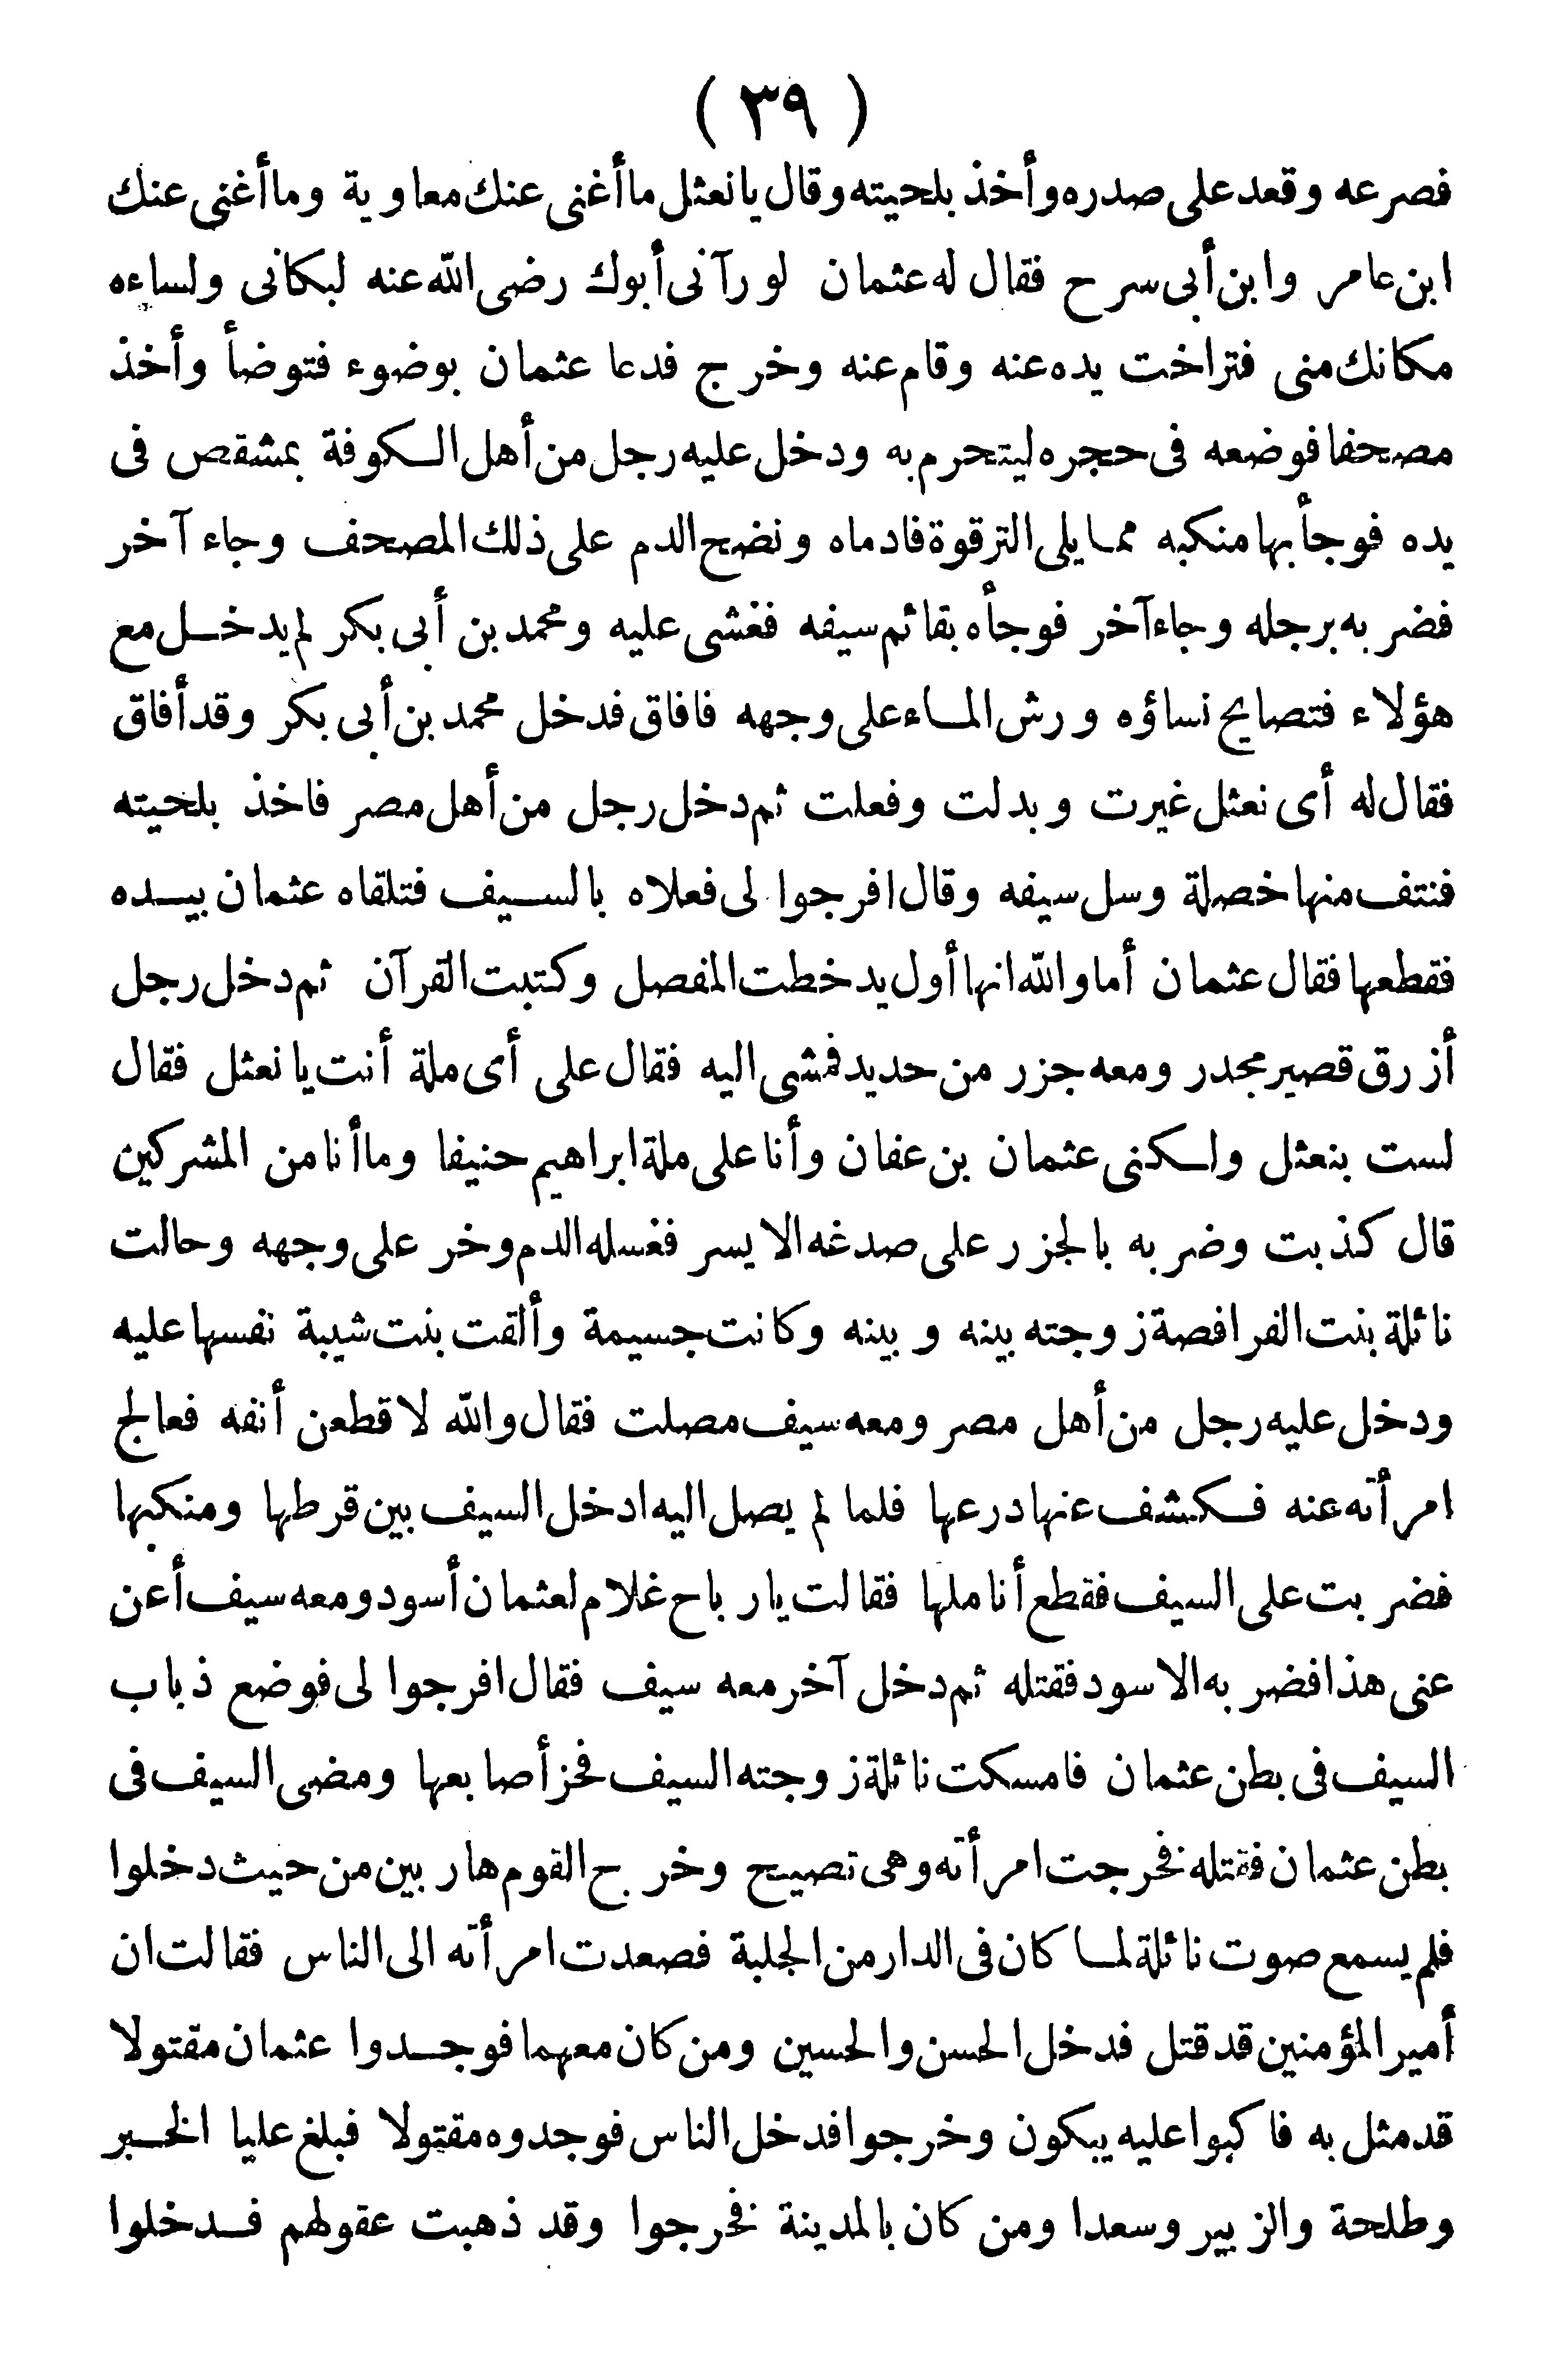 ( ٣٩ )
فصرعه وقعد على صدره وأخذ بلحيته وقال يا نعثل ما أغنى عنك معاوية وما أغنى عنك
ابن عامر وابن أبى سرح فقال له عثمان لو رآنى أبوك رضى الله عنه لبكانى ولساءه
مكانك منى فتراخت يده عنه وقام عنه وخرج فدعا عثمان بوضوء فتوضأ وأخذ
مصحفا فوضعه فى حجره ليتحرم به ودخل عليه رجل من أهل الكوفة بمشقص فى
يده فوجأ بها منكبه مما يلى الترقوة فادماه ونضح الدم على ذلك المصحف وجاء آخر
فضربه برجله وجاء آخر فوجأه بقائم سيفه فغشى عليه ومحمد بن أبى بكر لم يدخل مع
هؤلاء فتصايح نساؤه ورش الماء على وجهه فافاق فدخل محمد بن أبى بكر وقد أفاق
فقال له أى نعثل غيرت وبدلت وفعلت ثم دخل رجل من أهل مصر فاخذ بلحيته
فنتف منها خصلة وسل سيفه وقال افرجوا لى فعلاه بالسيف فتلقاه عثمان بيده
فقطعها فقال عثمان أما والله انها أول يد خطت المفصل وكتبت القرآن ثم دخل رجل
أزرق قصير مجدر ومعه جزر من حديد فمشى اليه فقال على أى ملة أنت يا نعثل فقال
لست بنعثل ولكنى عثمان بن عفان وأنا على ملة ابراهيم حنيفا وما أنا من المشركين
قال كذبت وضربه بالجزر على صدغه الايسر فغسله الدم وخر على وجهه وحالت
نائلة بنت الفرافصة زوجته بينه وبينه وكانت جسيمة وألقت بنت شيبة نفسها عليه
ودخل عليه رجل من أهل مصر ومعه سيف مصلت فقال والله لاقطعن أنفه فعالج
امرأته عنه فكشف عنها درعها فلما لم يصل اليه ادخل السيف بين قرطها ومنكبها
فضربت على السيف فقطع أناملها فقالت يا رباح غلام لعثمان أسود ومعه سيف أعن
عنى هذا فضربه الاسود فقتله ثم دخل آخر معه سيف فقال افرجوا لى فوضع ذباب
السيف فى بطن عثمان فامسكت نائلة زوجته السيف فحز أصابعها ومضى السيف فى
بطن عثمان فقتله فخرجت امرأته وهى تصيح وخرج القوم هاربين من حيث دخلوا
فلم يسمع صوت نائلة لما كان فى الدار من الجلبة فصعدت امرأته الى الناس فقالت ان
أمير المؤمنين قد قتل فدخل الحسن والحسين ومن كان معهما فوجدوا عثمان مقتولا
قد مثل به فاكبوا عليه يبكون وخرجوا فدخل الناس فوجدوه مقتولا فبلغ عليا الخبر
وطلحة والزبير وسعدا ومن كان بالمدينة فخرجوا وقد ذهبت عقولهم فدخلوا